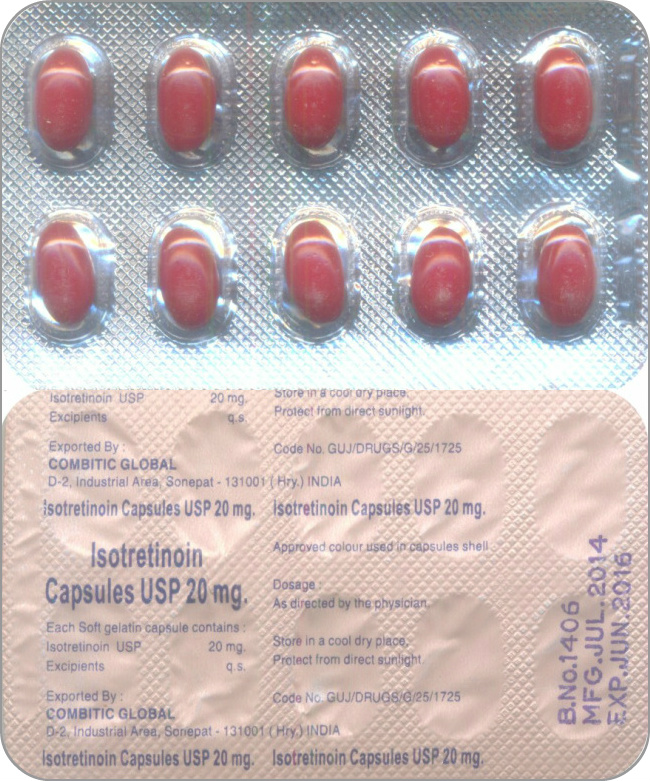 Isotretinoin USP 20 mg.
Excipients q.s.
Exported By :
COMBITIC GLOBAL
D-2, Industrial Area, Sonepat - 131001 ( Hry.) INDIA
Isotretinoin Capsules USP 20 mg.
Store in a cool dry place.
Protect from direct sunlight.
Code No. GUJ/DRUGS/G/25/1725
Isotretinoin Capsules USP 20 mg.
Isotretinoin
Capsules USP 20 mg.
Each Soft gelatin capsule contains :
Isotretinoin USP 20 mg.
Excipients q.s.
Exported By :
COMBITIC GLOBAL
D-2, Industrial Area, Sonepat - 131001 ( Hry.) INDIA
Isotretinoin Capsules USP 20 mg.
Approved colour used in capsules shell
Dosage :
As directed by the physician.
Store in a cool dry place.
Protect from direct sunlight.
Code No. GUJ/DRUGS/G/25/1725
Isotretinoin Capsules USP 20 mg.
B.No.1406
MFG.JUL.2014
EXP.JUN.2016